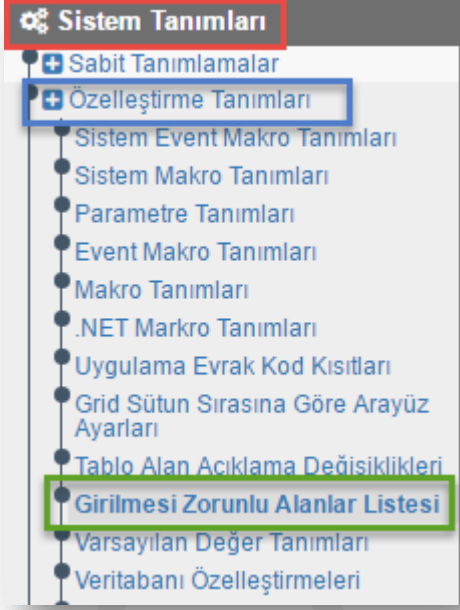 Sistem Tanımları
Sabit Tanımlamalar
Özelleştirme Tanımları
Sistem Event Makro Tanımları
Sistem Makro Tanımları
Parametre Tanımları
Event Makro Tanımları
Makro Tanımları
.NET Markro Tanımları
Uygulama Evrak Kod Kısıtları
Grid Sütun Sırasına Göre Arayüz
Ayarları
Tablo Alan Açıklama Değişiklikleri
Girilmesi Zorunlu Alanlar Listesi
Varsayılan Değer Tanımları
Veritabanı Özelleştirmeleri